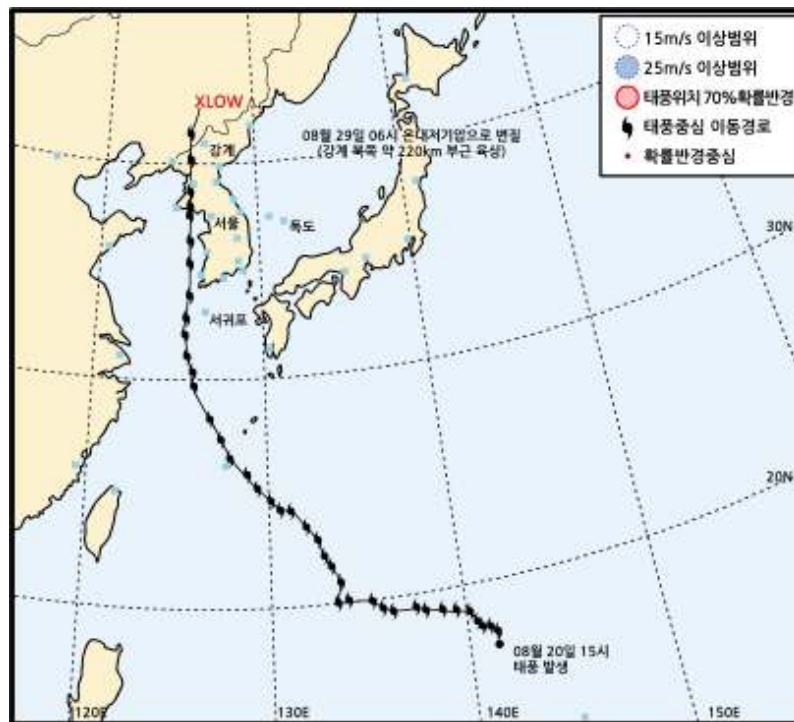 15m/s 이상범위
25m/s 이상범위
태풍위치 70%확률반경
태풍중심 이동경로
확률반경중심
XLOW
08월 29일 06시 온대저기압으로 변질
(강계 북쪽 약 220km 부근 육상)
강계
서울
독도
서귀포
30N
20N
08월 20일 15시
태풍 발생
120E
130E
140E
150E